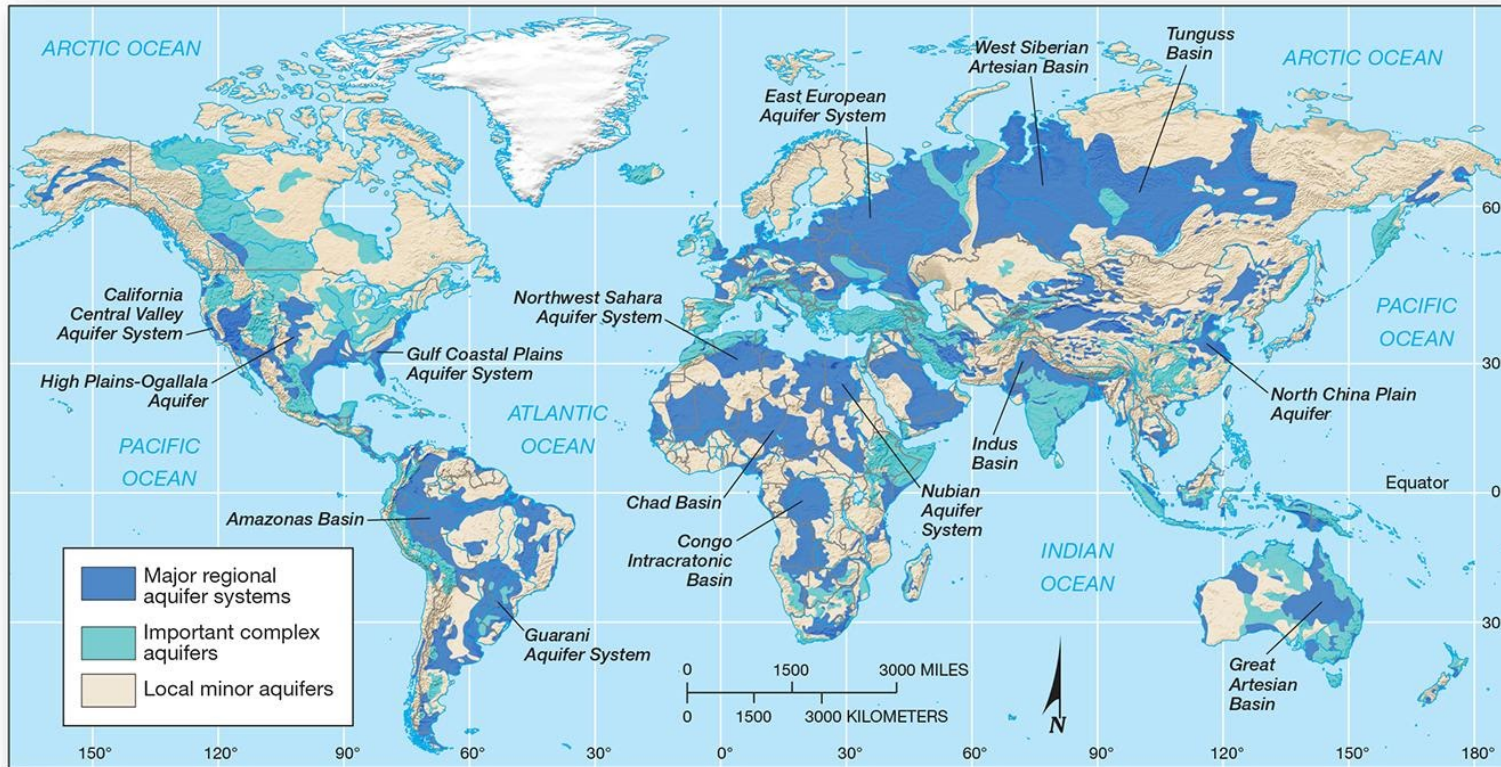 ARCTIC OCEAN
West Siberian
Artesian Basin
Tunguss
Basin
ARCTIC OCEAN
East European
Aquifer System
60
California
Central Valley
Aquifer System
Northwest Sahara
Aquifer System
PACIFIC
OCEAN
Gulf Coastal Plains
Aquifer System
30
High Plains-Ogallala
Aquifer
North China Plain
Aquifer
ATLANTIC
OCEAN
PACIFIC
OCEAN
Indus
Basin
Equator
0
Chad Basin
Nubian
Aquifer
System
Amazonas Basin
Congo
Intracratonic
Basin
INDIAN
OCEAN
Major regional
aquifer systems
Important complex
aquifers
Local minor aquifers
30
Guarani
Aquifer System
0 1500 3000 MILES
0 1500 3000 KILOMETERS
N
Great
Artesian
Basin
150° 120° 90° 60° 30° 0° 30° 60° 90° 120° 150° 180°